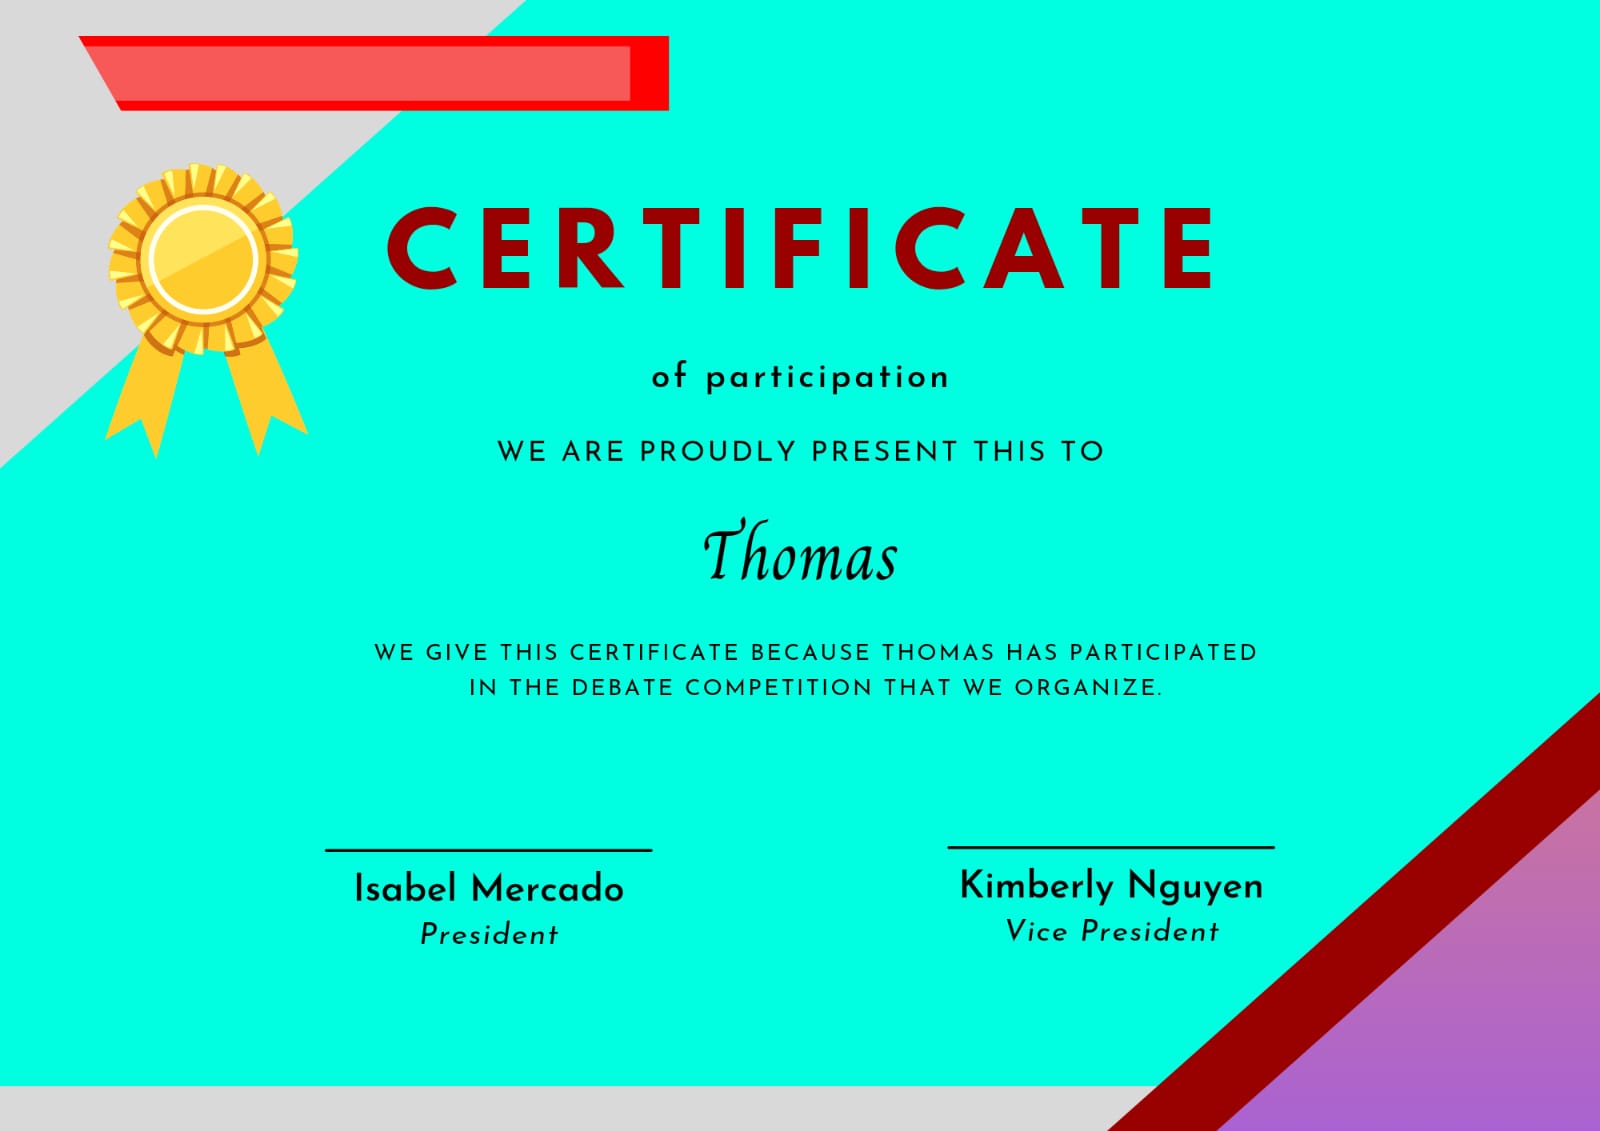 CERTIFICATE
of participation
WE ARE PROUDLY PRESENT THIS TO
Thomas
WE GIVE THIS CERTIFICATE BECAUSE THOMAS HAS PARTICIPATED
IN THE DEBATE COMPETITION THAT WE ORGANIZE.
Isabel Mercado
President
Kimberly Nguyen
Vice President